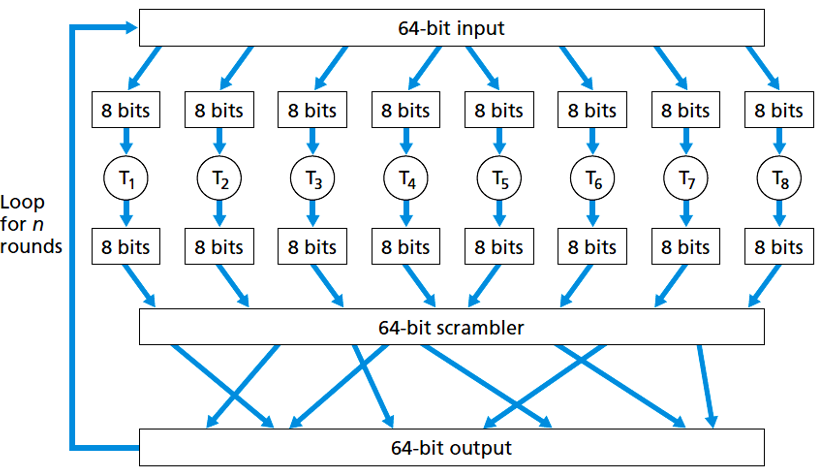 64-bit input
8 bits 8 bits 8 bits 8 bits 8 bits 8 bits 8 bits 8 bits
T1 T2 T3 T4 T5 T6 T7 T8
Loop
for n
rounds
8 bits 8 bits 8 bits 8 bits 8 bits 8 bits 8 bits 8 bits
64-bit scrambler
64-bit output